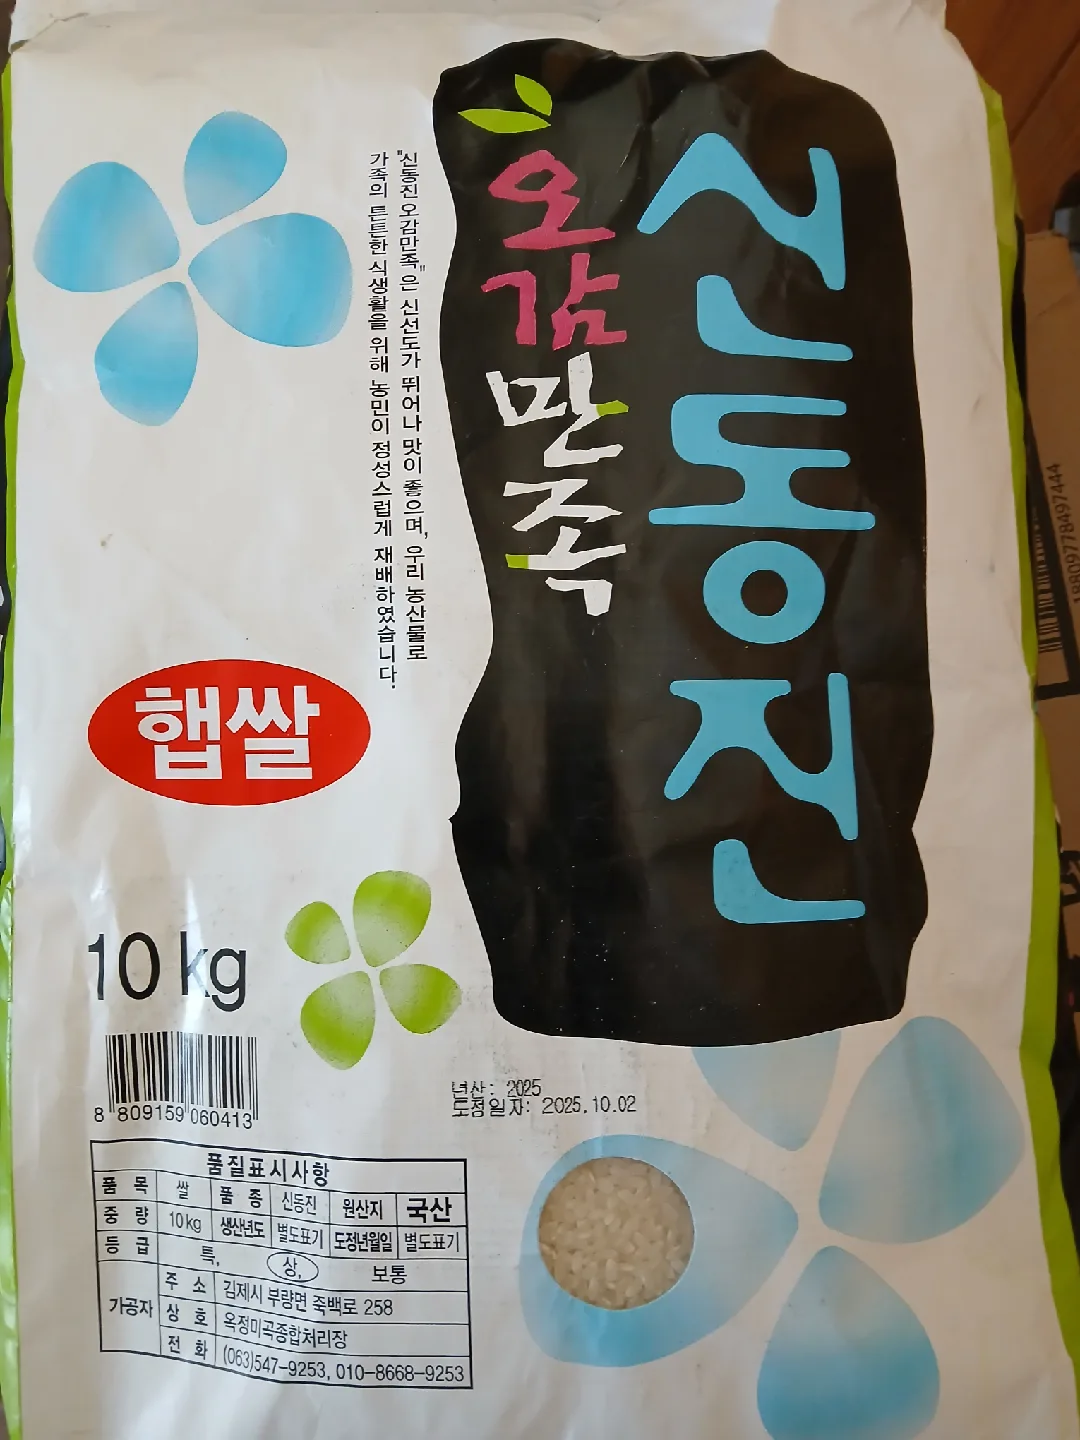 신동진
오감만족
"신동진 오감만족"은 신선도가 뛰어나 맛이 좋으며, 우리 농산물로
가족의 튼튼한 식생활을 위해 농민이 정성스럽게 재배하였습니다.
햅쌀
10 kg
8 809159 060413
년산: 2025
도정일자: 2025.10.02
품질표시사항
품 목 쌀 품 종 신동진 원산지 국산
중 량 10kg 생산년도 별도표기 도정년월일 별도표기
등 급 특, 상, 보통
가공자
주 소 김제시 부량면 죽백로 258
상 호 옥정미곡종합처리장
전 화 (063)547-9253, 010-8668-9253
18809778497444